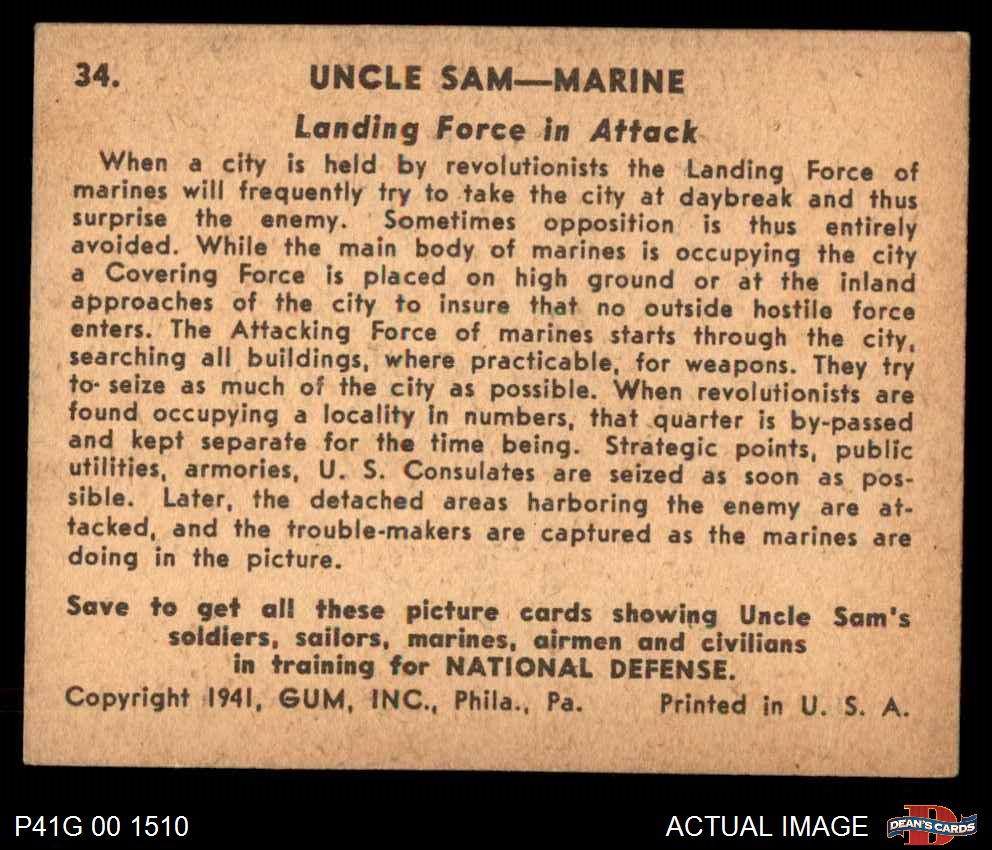 34. UNCLE SAM—MARINE
Landing Force in Attack
When a city is held by revolutionists the Landing Force of
marines will frequently try to take the city at daybreak and thus
surprise the enemy. Sometimes opposition is thus entirely
avoided. While the main body of marines is occupying the city
a Covering Force is placed on high ground or at the inland
approaches of the city to insure that no outside hostile force
enters. The Attacking Force of marines starts through the city,
searching all buildings, where practicable, for weapons. They try
to seize as much of the city as possible. When revolutionists are
found occupying a locality in numbers, that quarter is by-passed
and kept separate for the time being. Strategic points, public
utilities, armories, U. S. Consulates are seized as soon as pos-
sible. Later, the detached areas harboring the enemy are at-
tacked, and the trouble-makers are captured as the marines are
doing in the picture.
Save to get all these picture cards showing Uncle Sam's
soldiers, sailors, marines, airmen and civilians
in training for NATIONAL DEFENSE.
Copyright 1941, GUM, INC., Phila., Pa. Printed in U. S. A.
P41G 00 1510 ACTUAL IMAGE DEAN'S CARDS